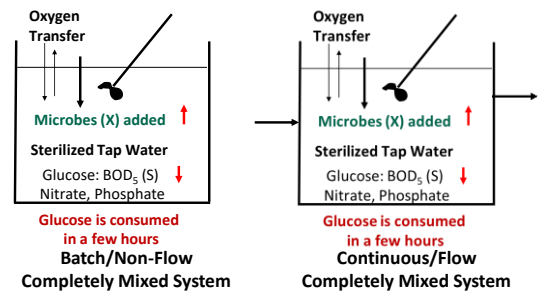 Oxygen
Transfer
Microbes (X) added
Sterilized Tap Water
Glucose: BOD₅ (S)
Nitrate, Phosphate
Glucose is consumed
in a few hours
Batch/Non-Flow
Completely Mixed System
Oxygen
Transfer
Microbes (X) added
Sterilized Tap Water
Glucose: BOD₅ (S)
Nitrate, Phosphate
Glucose is consumed
in a few hours
Continuous/Flow
Completely Mixed System